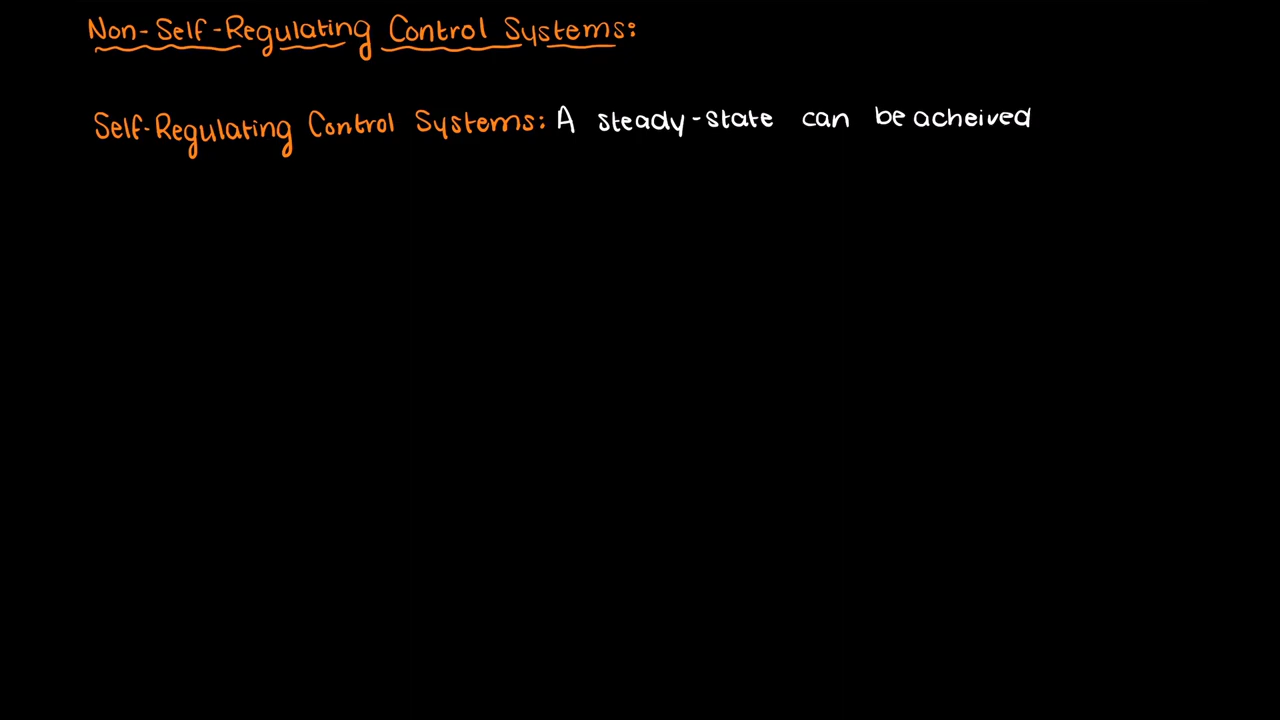 Non-Self-Regulating Control Systems:
Self-Regulating Control Systems: A steady-state can be acheived